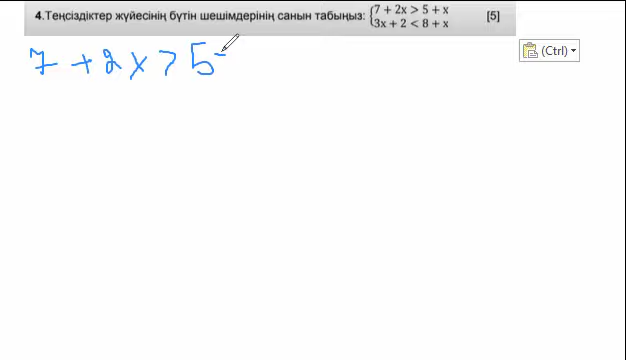 4.Теңсіздіктер жүйесінің бүтін шешімдерінің санын табыңыз: {7 + 2x > 5 + x
3x + 2 < 8 + x [5]
(Ctrl)
7 + 2x > 5 -